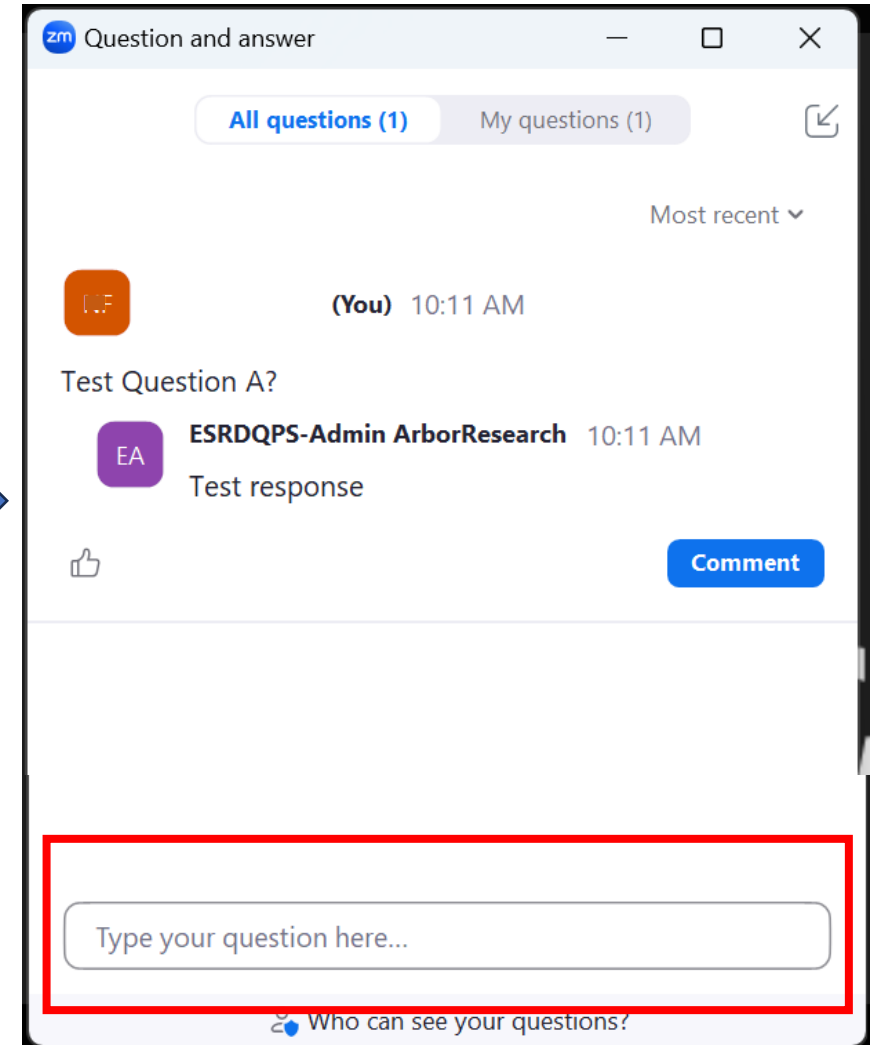 zm Question and answer
All questions (1) My questions (1)
Most recent
(You) 10:11 AM
Test Question A?
ESRDQPS-Admin ArborResearch 10:11 AM
EA
Test response
Comment
Type your question here...
Who can see your questions?